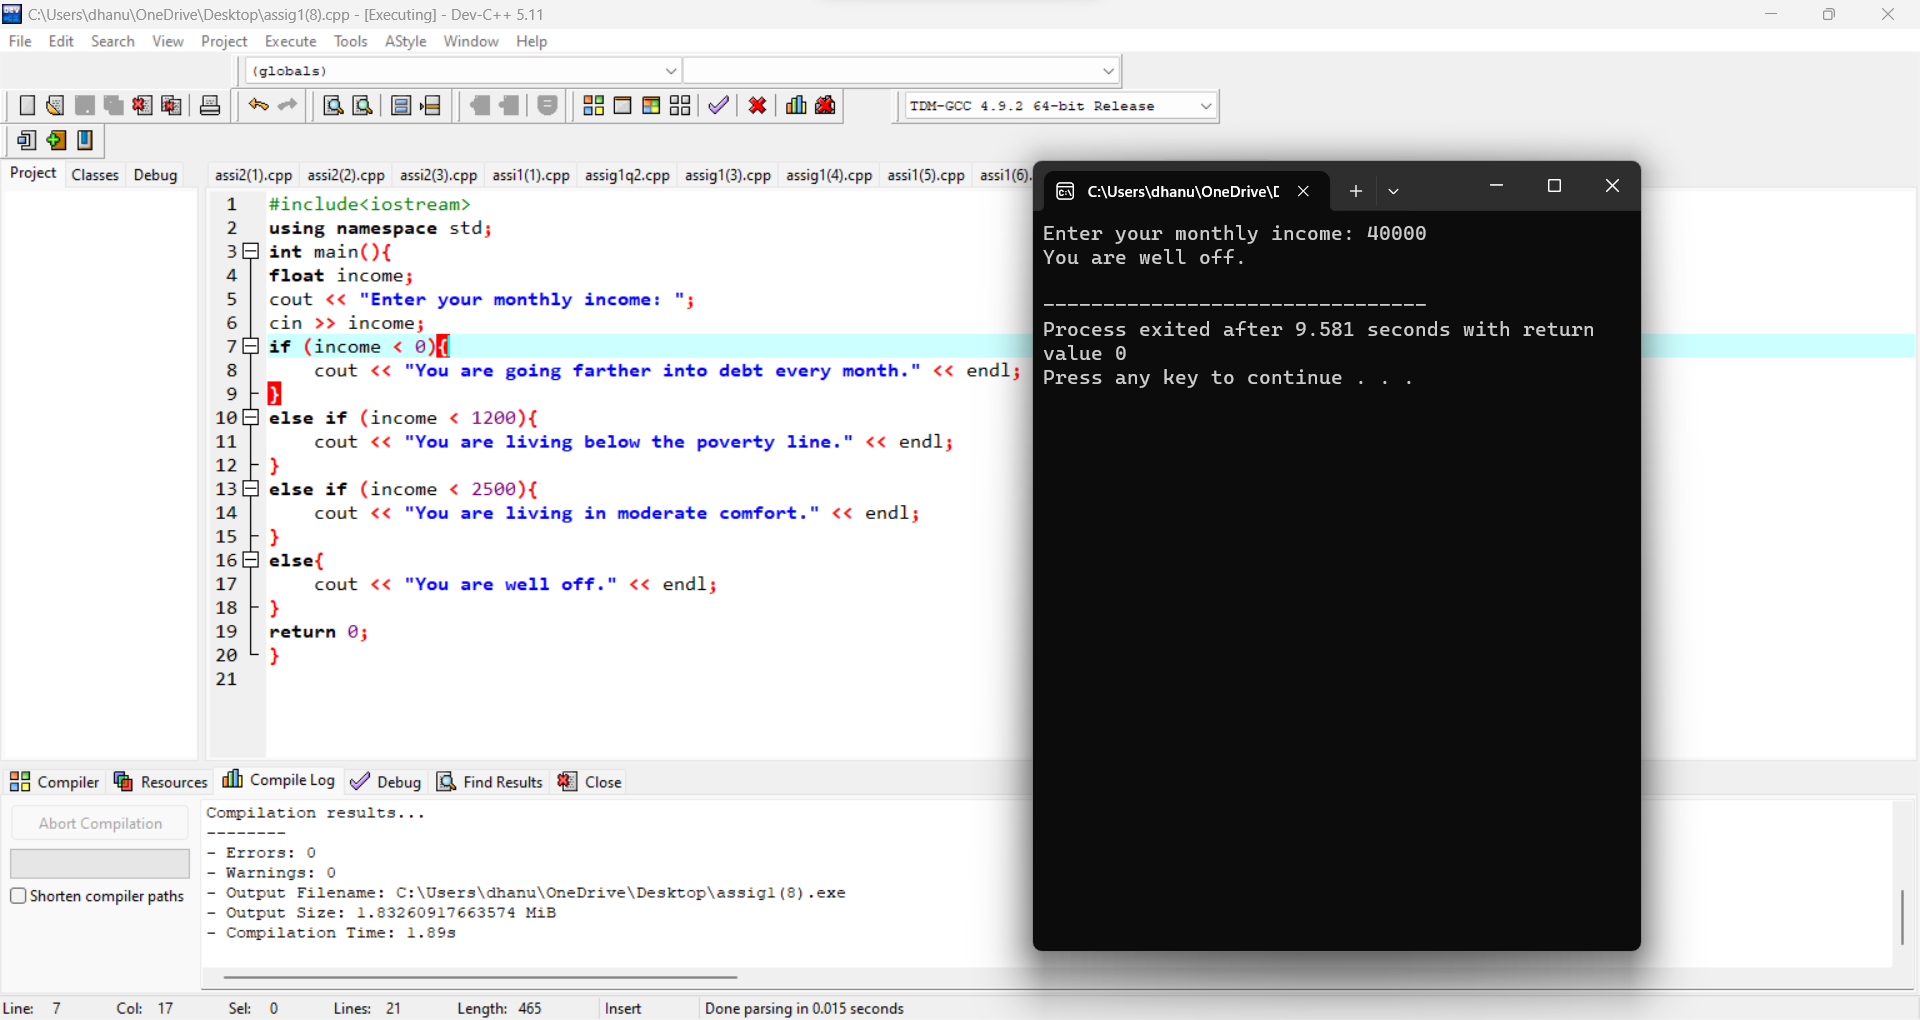 C:\Users\dhanu\OneDrive\Desktop\assig1(8).cpp - [Executing] - Dev-C++ 5.11
File Edit Search View Project Execute Tools AStyle Window Help
(globals)
TDM-GCC 4.9.2 64-bit Release
Project Classes Debug
assi2(1).cpp assi2(2).cpp assi2(3).cpp assi1(1).cpp assig1q2.cpp assig1(3).cpp assig1(4).cpp assi1(5).cpp assi1(6).
1 #include<iostream>
2 using namespace std;
3 int main(){
4 float income;
5 cout << "Enter your monthly income: ";
6 cin >> income;
7 if (income < 0){
8 cout << "You are going farther into debt every month." << endl;
9 }
10 else if (income < 1200){
11 cout << "You are living below the poverty line." << endl;
12 }
13 else if (income < 2500){
14 cout << "You are living in moderate comfort." << endl;
15 }
16 else{
17 cout << "You are well off." << endl;
18 }
19 return 0;
20 }
21
C:\Users\dhanu\OneDrive\D
Enter your monthly income: 40000
You are well off.
--------------------------------
Process exited after 9.581 seconds with return
value 0
Press any key to continue . . .
Compiler Resources Compile Log Debug Find Results Close
Abort Compilation
Shorten compiler paths
Compilation results...
--------
- Errors: 0
- Warnings: 0
- Output Filename: C:\Users\dhanu\OneDrive\Desktop\assig1(8).exe
- Output Size: 1.83260917663574 MiB
- Compilation Time: 1.89s
Line: 7 Col: 17 Sel: 0 Lines: 21 Length: 465 Insert Done parsing in 0.015 seconds